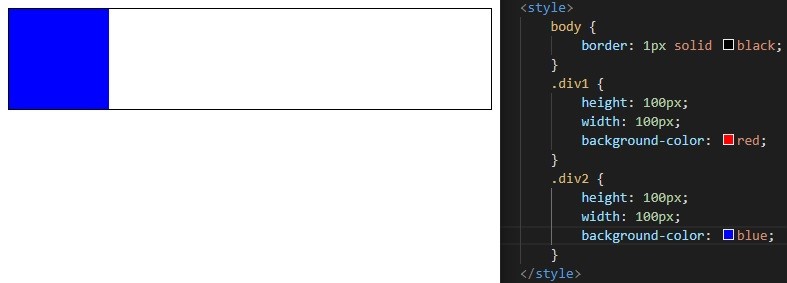 <style>
body {
border: 1px solid black;
}
.div1 {
height: 100px;
width: 100px;
background-color: red;
}
.div2 {
height: 100px;
width: 100px;
background-color: blue;
}
</style>